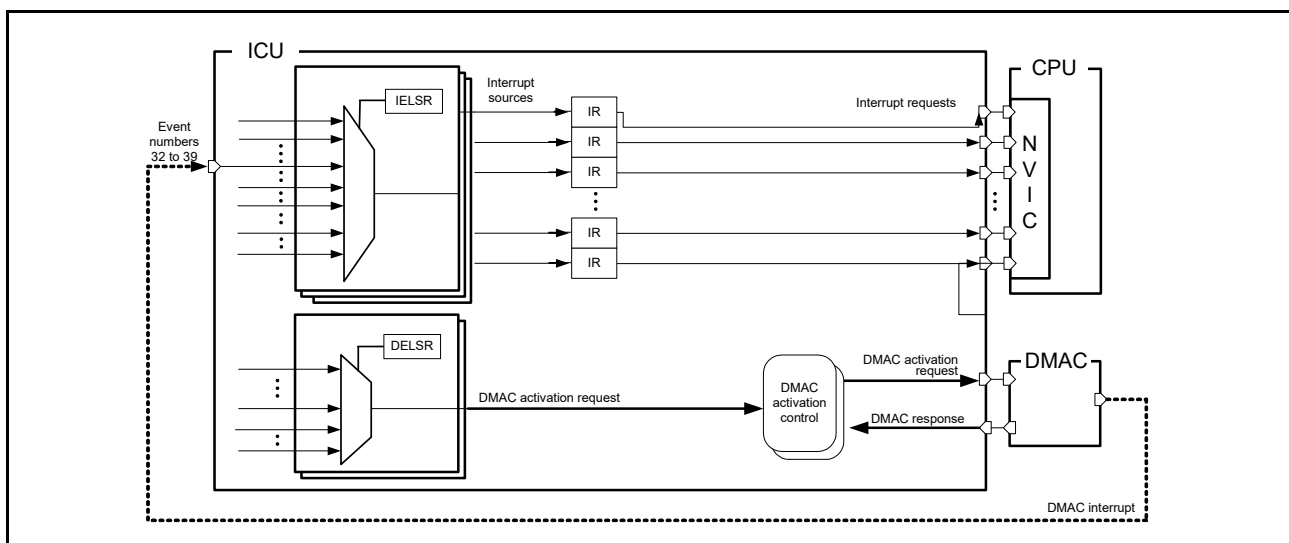 ICU
CPU
IELSR
Interrupt
sources
IR
Interrupt requests
IR
IR
IR
IR
N
V
I
C
Event
numbers
32 to 39
DELSR
DMAC activation request
DMAC
activation
control
DMAC activation
request
DMAC response
DMAC
DMAC interrupt